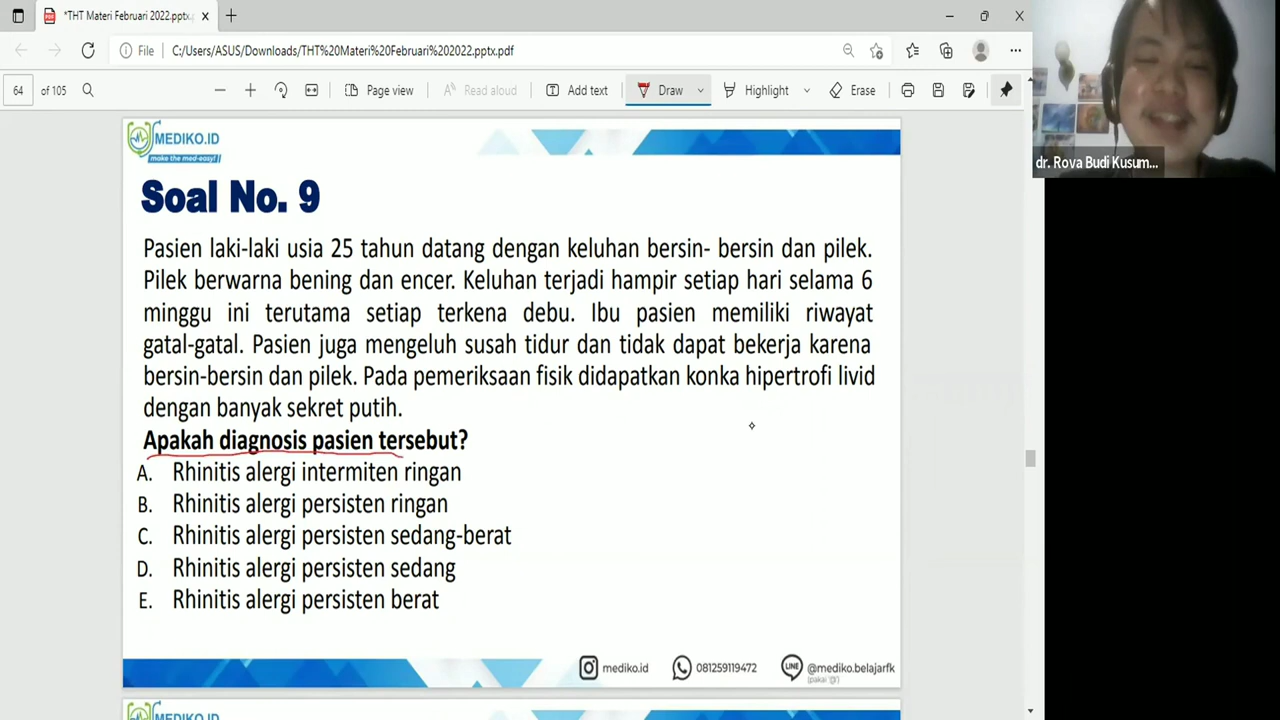 *THT Materi Februari 2022.pptx.p
File
C:/Users/ASUS/Downloads/THT%20Materi%20Februari%202022.pptx.pdf
64 of 105
Page view
Read aloud
Add text
Draw
Highlight
Erase
dr. Rova Budi Kusum...
MEDIKO.ID
make the med-easy!
Soal No. 9
Pasien laki-laki usia 25 tahun datang dengan keluhan bersin- bersin dan pilek.
Pilek berwarna bening dan encer. Keluhan terjadi hampir setiap hari selama 6
minggu ini terutama setiap terkena debu. Ibu pasien memiliki riwayat
gatal-gatal. Pasien juga mengeluh susah tidur dan tidak dapat bekerja karena
bersin-bersin dan pilek. Pada pemeriksaan fisik didapatkan konka hipertrofi livid
dengan banyak sekret putih.
Apakah diagnosis pasien tersebut?
A. Rhinitis alergi intermiten ringan
B. Rhinitis alergi persisten ringan
C. Rhinitis alergi persisten sedang-berat
D. Rhinitis alergi persisten sedang
E. Rhinitis alergi persisten berat
mediko.id
081259119472
LINE
@mediko.belajarfk
(pakai '@')
MEDIKO.ID